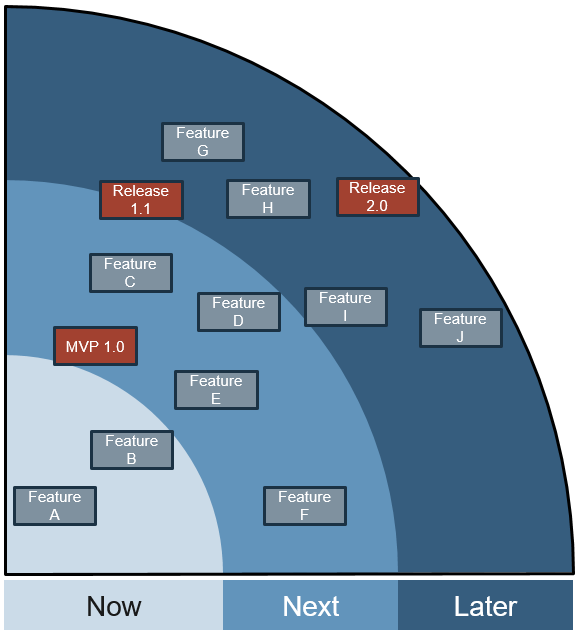 Feature
G
Release
1.1
Feature
H
Release
2.0
Feature
C
Feature
D
Feature
I
Feature
J
MVP 1.0
Feature
E
Feature
B
Feature
A
Feature
F
Now
Next
Later